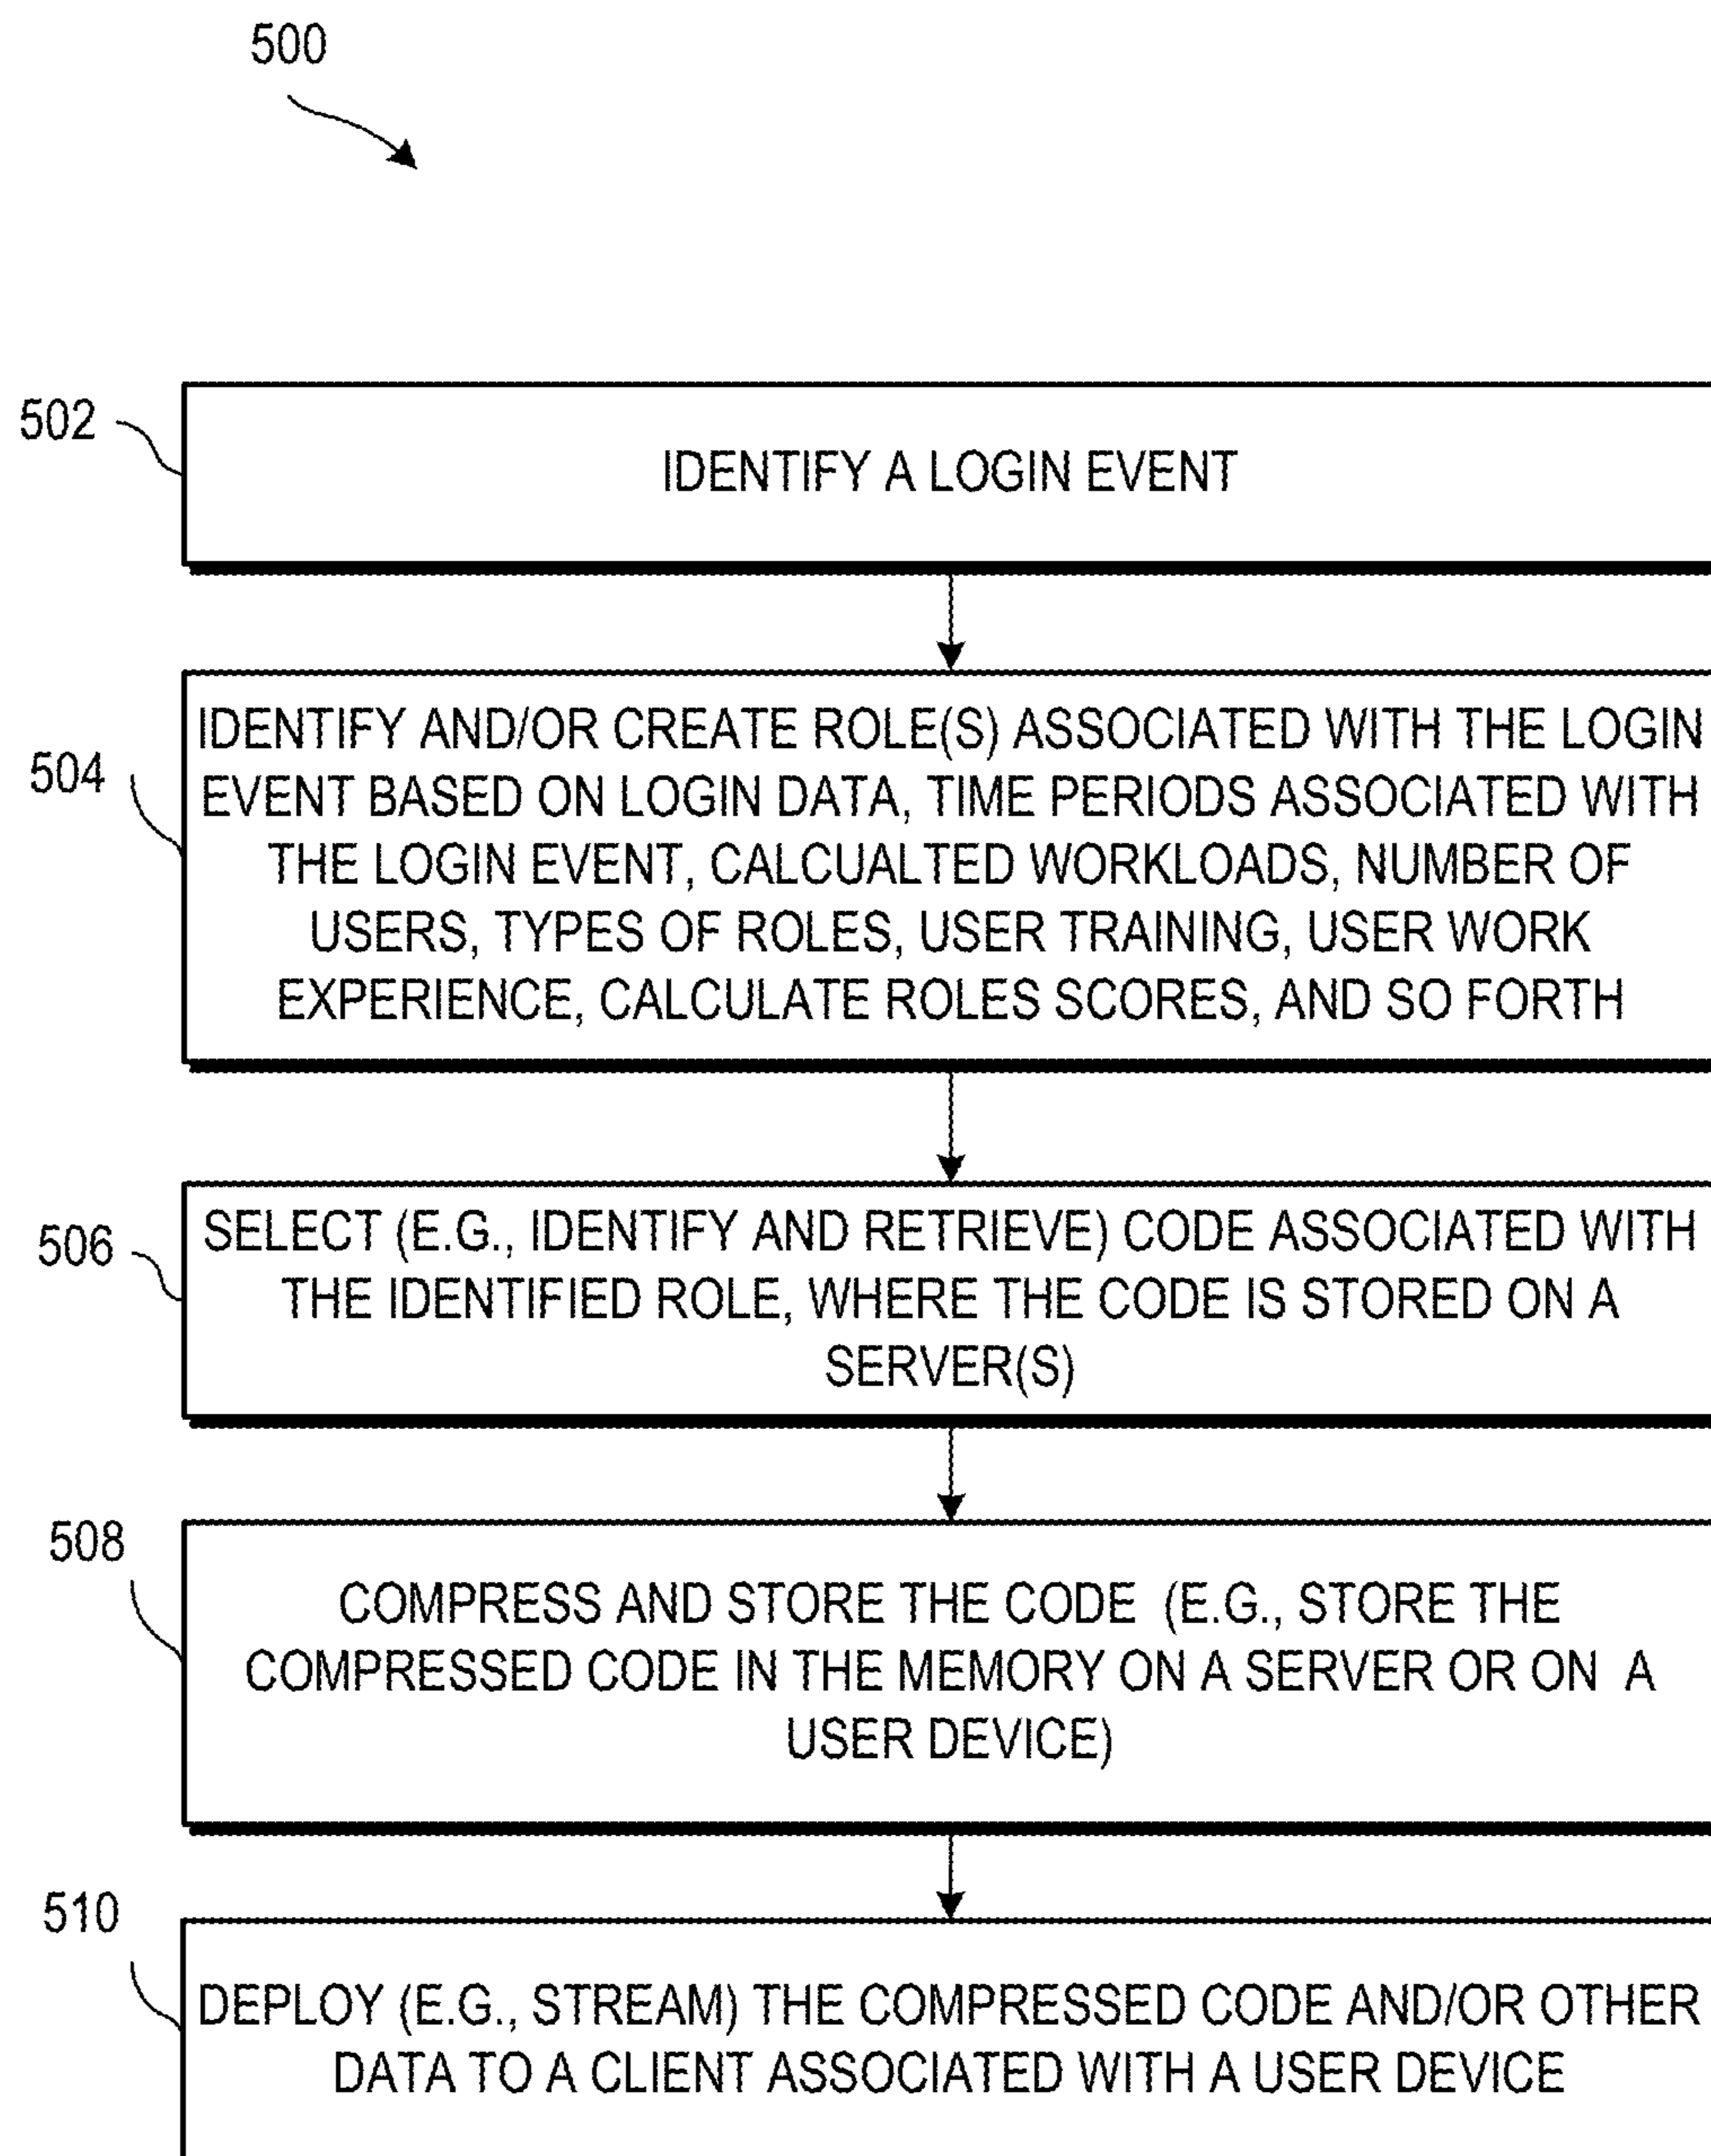 500
502
IDENTIFY A LOGIN EVENT
504
IDENTIFY AND/OR CREATE ROLE(S) ASSOCIATED WITH THE LOGIN
EVENT BASED ON LOGIN DATA, TIME PERIODS ASSOCIATED WITH
THE LOGIN EVENT, CALCUALTED WORKLOADS, NUMBER OF
USERS, TYPES OF ROLES, USER TRAINING, USER WORK
EXPERIENCE, CALCULATE ROLES SCORES, AND SO FORTH
506
SELECT (E.G., IDENTIFY AND RETRIEVE) CODE ASSOCIATED WITH
THE IDENTIFIED ROLE, WHERE THE CODE IS STORED ON A
SERVER(S)
508
COMPRESS AND STORE THE CODE (E.G., STORE THE
COMPRESSED CODE IN THE MEMORY ON A SERVER OR ON A
USER DEVICE)
510
DEPLOY (E.G., STREAM) THE COMPRESSED CODE AND/OR OTHER
DATA TO A CLIENT ASSOCIATED WITH A USER DEVICE